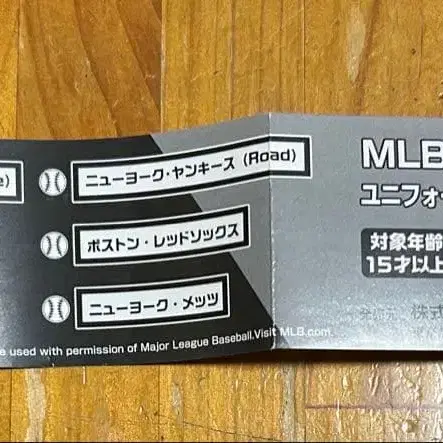 e)
ニューヨーク・ヤンキース（Road）
ボストン・レッドソックス
ニューヨーク・メッツ
e used with permission of Major League Baseball.Visit MLB.com.
MLB
ユニフォー
対象年齢
15才以上
株式